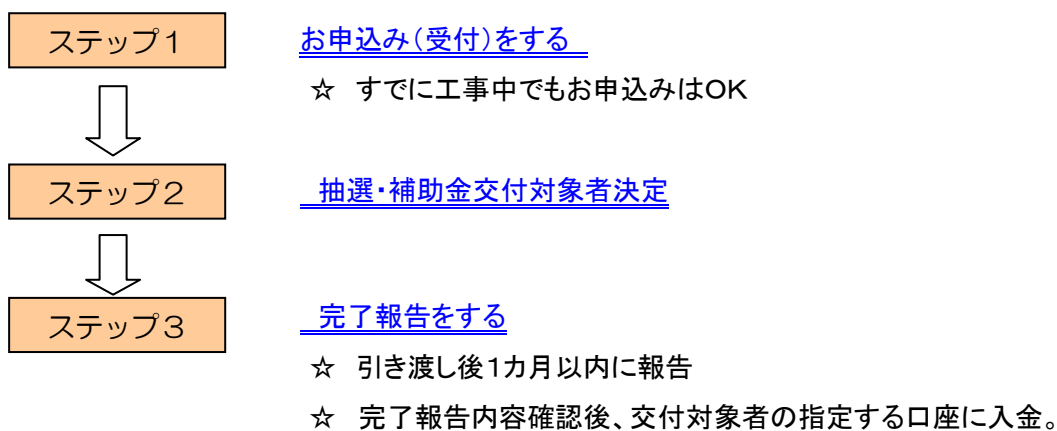 ステップ１
お申込み（受付）をする
☆　すでに工事中でもお申込みはOK
ステップ２
抽選・補助金交付対象者決定
ステップ３
完了報告をする
☆　引き渡し後１カ月以内に報告
☆　完了報告内容確認後、交付対象者の指定する口座に入金。